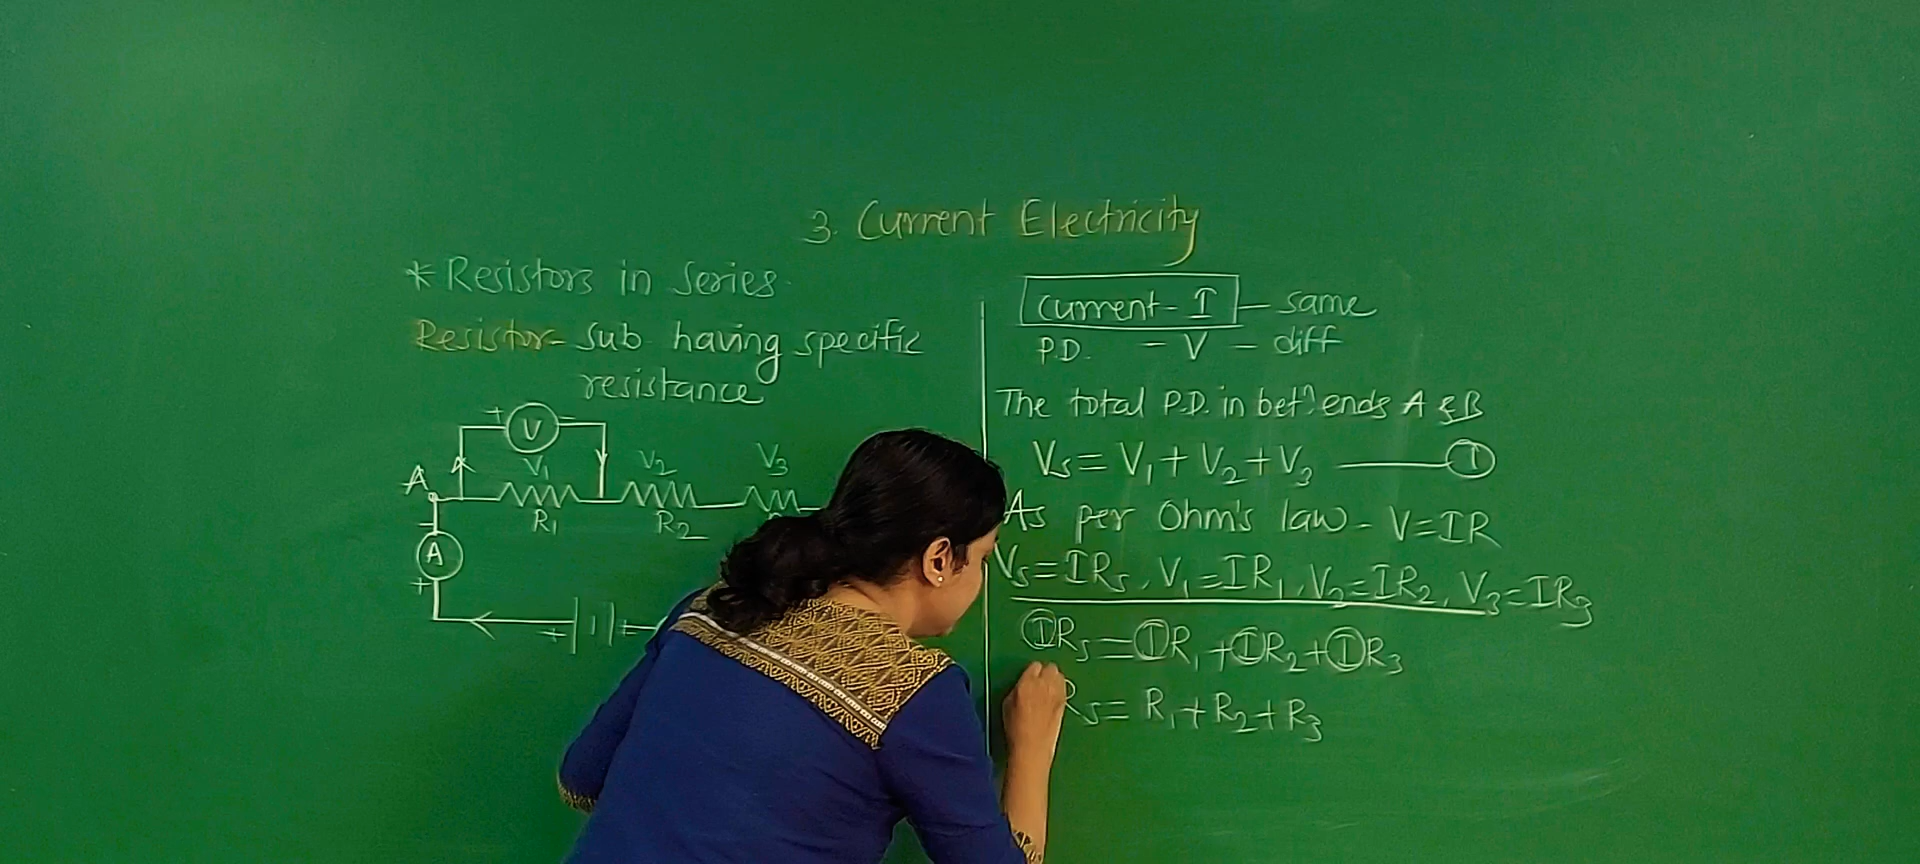 3. Current Electricity
* Resistors in series
Resistor - sub having specific
resistance
+ V -
V₁ V₂ V₃
A
R₁ R₂
-
A
+
+ -
Current - I - same
P.D. - V - diff
The total P.D. in betⁿ ends A & B
Vs = V₁ + V₂ + V₃ —— I
As per Ohm's law - V = IR
Vs = IRs, V₁ = IR₁, V₂ = IR₂, V₃ = IR₃
IRs = IR₁ + IR₂ + IR₃
Rs = R₁ + R₂ + R₃